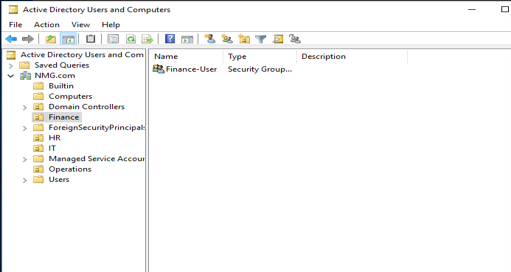 Active Directory Users and Computers
File Action View Help
Active Directory Users and Com
Saved Queries
NMG.com
Builtin
Computers
Domain Controllers
Finance
ForeignSecurityPrincipals
HR
IT
Managed Service Accour
Operations
Users
Name Type Description
Finance-User Security Group...